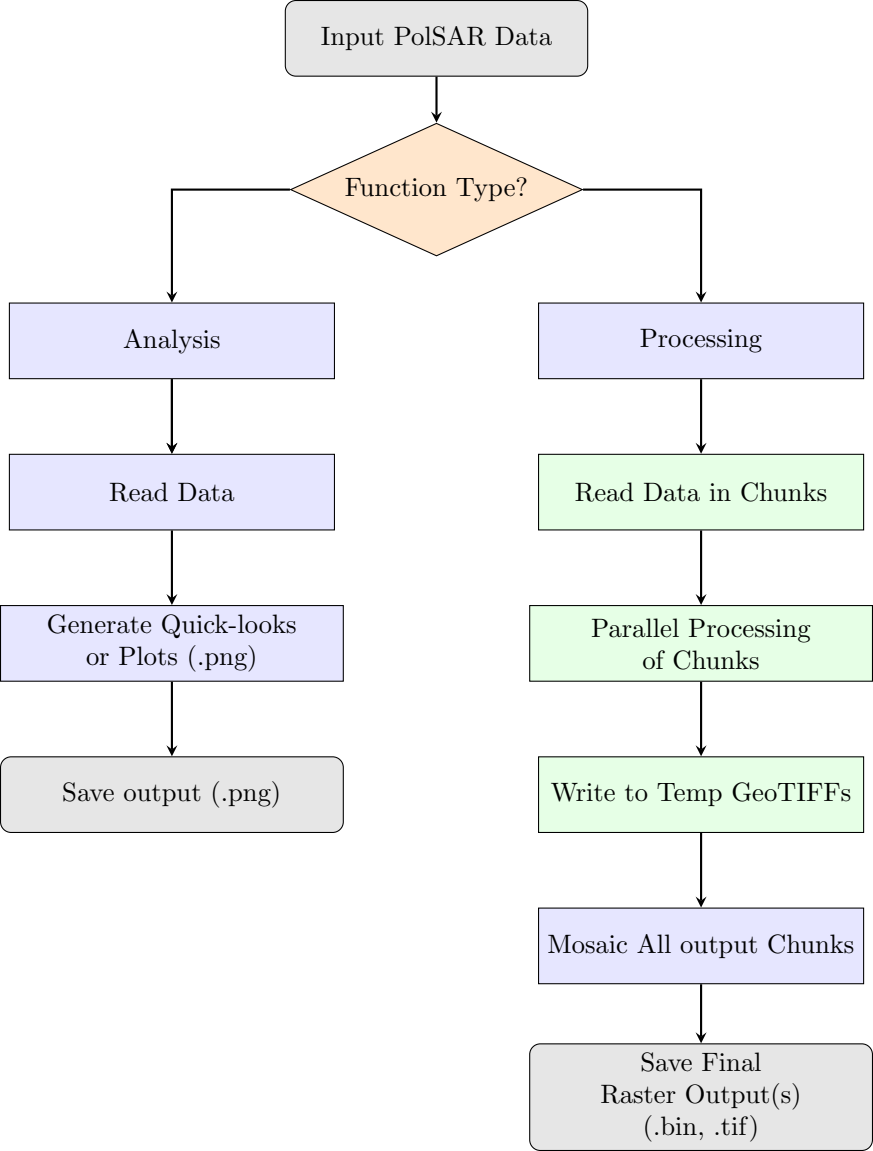 Input PolSAR Data
Function Type?
Analysis
Read Data
Generate Quick-looks
or Plots (.png)
Save output (.png)
Processing
Read Data in Chunks
Parallel Processing
of Chunks
Write to Temp GeoTIFFs
Mosaic All output Chunks
Save Final
Raster Output(s)
(.bin, .tif)